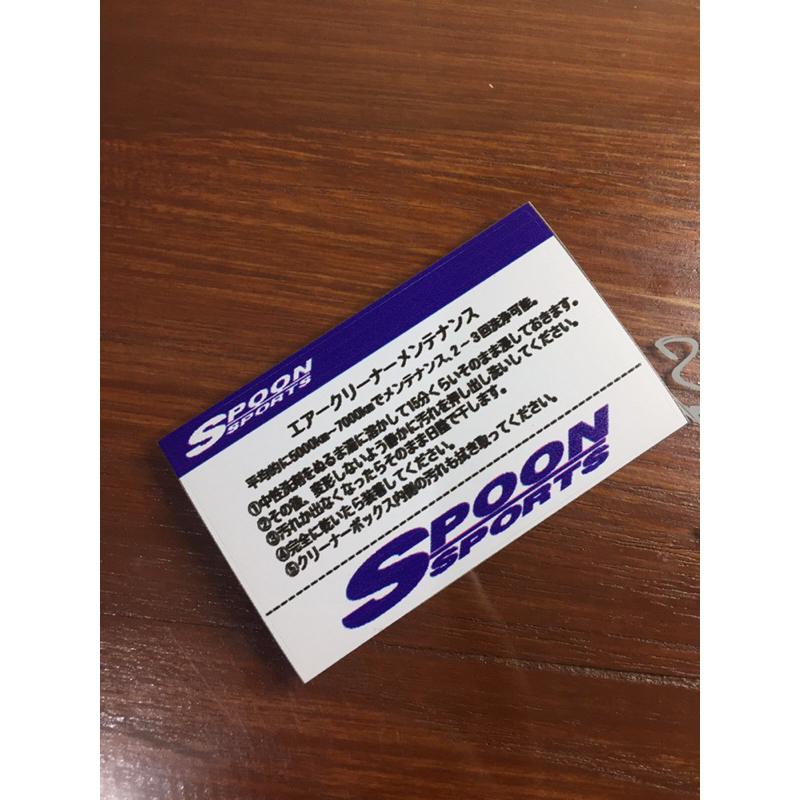 SPOON
SPORTS
エアークリーナーメンテナンス
平均的に5000km~7000kmでメンテナンス、2~3回洗浄可能。
①中性洗剤をぬるま湯に溶かして15分くらいそのまま浸しておきます。
②その後、変形しないよう静かに汚れを押し出し洗いしてください。
③汚れが出なくなったらそのまま日陰で干します。
④完全に乾いたら装着してください。
⑤クリーナーボックス内側の汚れも拭き取ってください。
SPOON
SPORTS